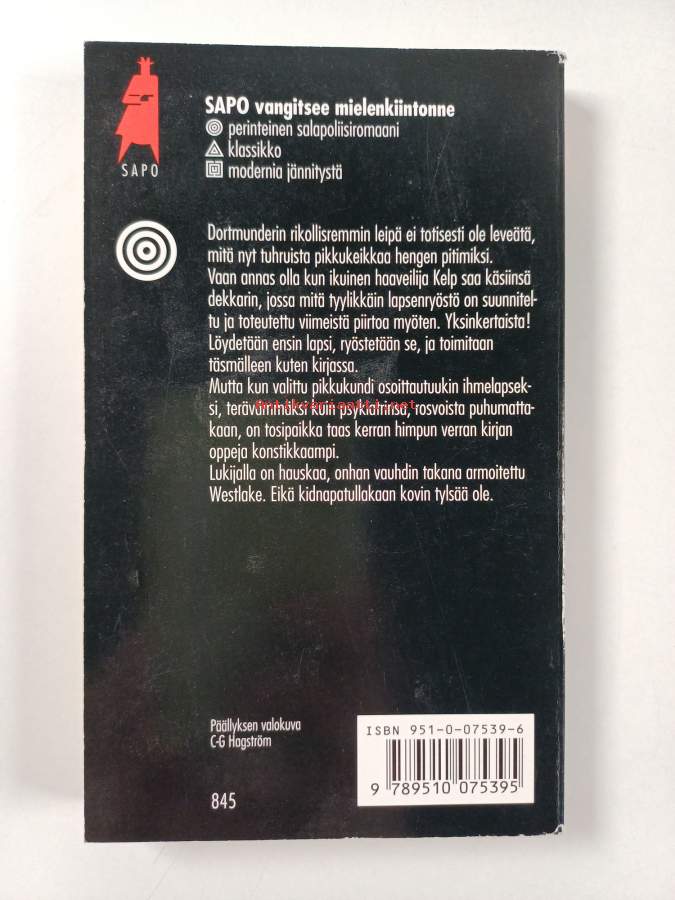 SAPO
SAPO vangitsee mielenkiintonne
perinteinen salapoliisiromaani
klassikko
modernia jännitystä
Dortmunderin rikollisremmin leipä ei totisesti ole leveätä,
mitä nyt tuhruista pikkukeikkaa hengen pitimiksi.
Vaan annas olla kun ikuinen haaveilija Kelp saa käsiinsä
dekkarin, jossa mitä tyylikkäin lapsenryöstö on suunnitel-
tu ja toteutettu viimeistä piirtoa myöten. Yksinkertaista!
Löydetään ensin lapsi, ryöstetään se, ja toimitaan
täsmälleen kuten kirjassa.
Mutta kun valittu pikkukundi osoittautuukin ihmelapsek-
si, terävämmäksi kuin psykiatrinsa, rosvoista puhumatta-
kaan, on tosipaikka taas kerran himpun verran kirjan
oppeja konstikkaampi.
Lukijalla on hauskaa, onhan vauhdin takana armoitettu
Westlake. Eikä kidnapatullakaan kovin tylsää ole.
Antikvariaatti.net
Päällyksen valokuva
C-G Hagström
845
ISBN 951-0-07539-6
9 789510 075395